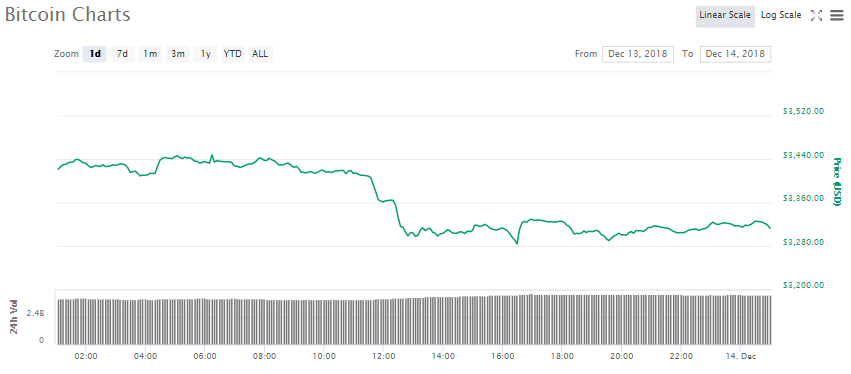 Bitcoin Charts
Linear Scale Log Scale
Zoom 1d 7d 1m 3m 1y YTD ALL
From Dec 13, 2018 To Dec 14, 2018
$3,520.00
$3,440.00
$3,360.00
$3,280.00
$3,200.00
Price (USD)
24h Vol
2.4B
0
02:00 04:00 06:00 08:00 10:00 12:00 14:00 16:00 18:00 20:00 22:00 14. Dec